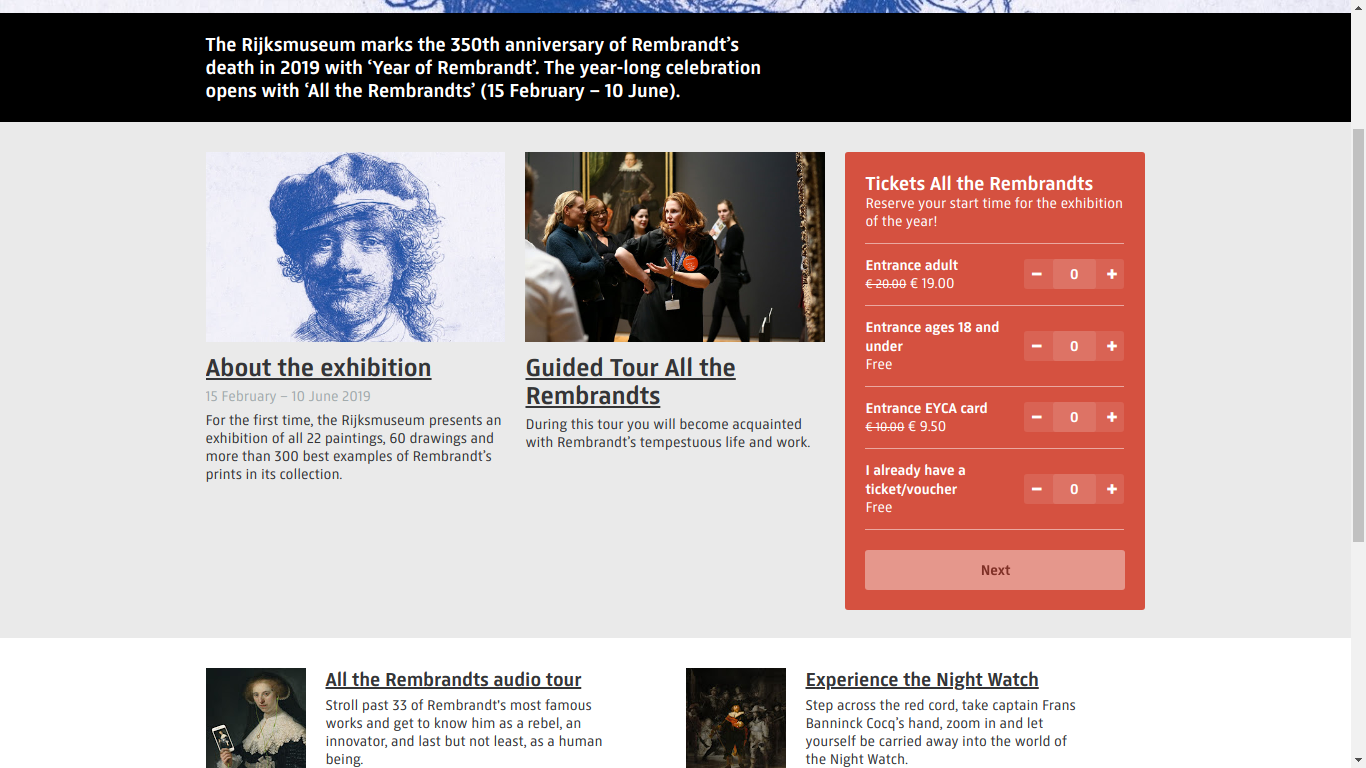 The Rijksmuseum marks the 350th anniversary of Rembrandt’s
death in 2019 with ‘Year of Rembrandt’. The year-long celebration
opens with ‘All the Rembrandts’ (15 February – 10 June).
About the exhibition
15 February – 10 June 2019
For the first time, the Rijksmuseum presents an
exhibition of all 22 paintings, 60 drawings and
more than 300 best examples of Rembrandt’s
prints in its collection.
Guided Tour All the
Rembrandts
During this tour you will become acquainted
with Rembrandt’s tempestuous life and work.
Tickets All the Rembrandts
Reserve your start time for the exhibition
of the year!
Entrance adult
€ 20.00 € 19.00
0
Entrance ages 18 and
under
Free
0
Entrance EYCA card
€ 10.00 € 9.50
0
I already have a
ticket/voucher
Free
0
Next
All the Rembrandts audio tour
Stroll past 33 of Rembrandt's most famous
works and get to know him as a rebel, an
innovator, and last but not least, as a human
being.
Experience the Night Watch
Step across the red cord, take captain Frans
Banninck Cocq’s hand, zoom in and let
yourself be carried away into the world of
the Night Watch.